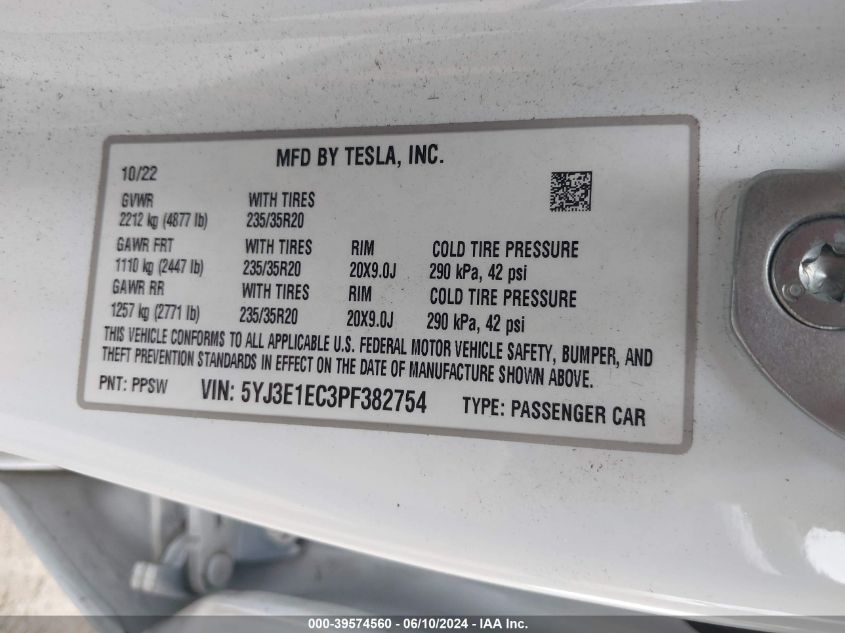 MFD BY TESLA, INC.
10/22
GVWR WITH TIRES
2212 kg (4877 lb) 235/35R20
GAWR FRT WITH TIRES RIM COLD TIRE PRESSURE
1110 kg (2447 lb) 235/35R20 20X9.0J 290 kPa, 42 psi
GAWR RR WITH TIRES RIM COLD TIRE PRESSURE
1257 kg (2771 lb) 235/35R20 20X9.0J 290 kPa, 42 psi
THIS VEHICLE CONFORMS TO ALL APPLICABLE U.S. FEDERAL MOTOR VEHICLE SAFETY, BUMPER, AND
THEFT PREVENTION STANDARDS IN EFFECT ON THE DATE OF MANUFACTURE SHOWN ABOVE.
PNT: PPSW VIN: 5YJ3E1EC3PF382754 TYPE: PASSENGER CAR
000-39574560 - 06/10/2024 - IAA Inc.